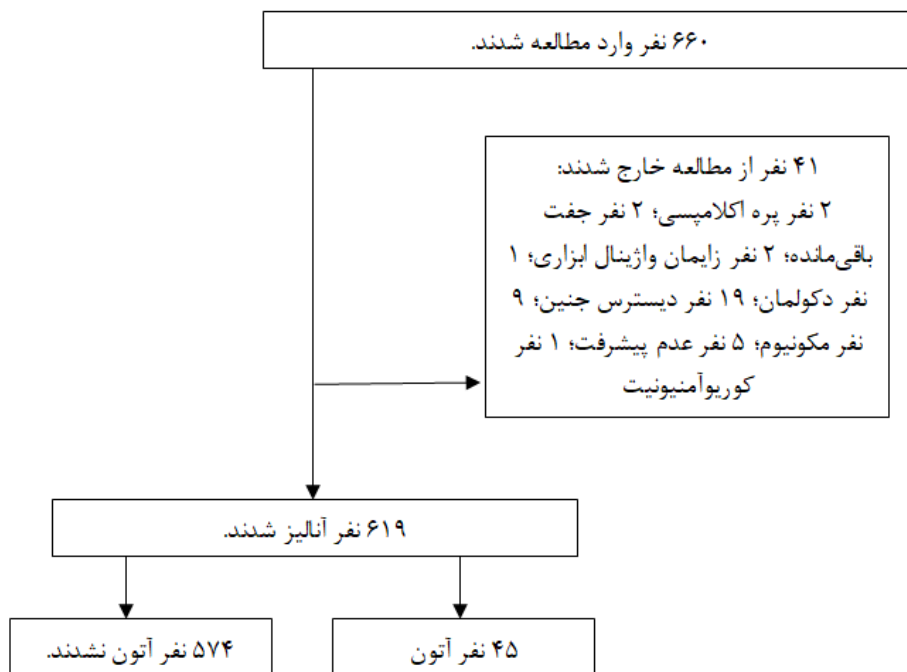 ۶۶۰ نفر وارد مطالعه شدند.
۴۱ نفر از مطالعه خارج شدند:
۲ نفر پره اکلامپسی؛ ۲ نفر جفت
باقی‌مانده؛ ۲ نفر زایمان واژینال ابزاری؛ ۱
نفر دکولمان؛ ۱۹ نفر دیسترس جنین؛ ۹
نفر مکونیوم؛ ۵ نفر عدم پیشرفت؛ ۱ نفر
کوریوآمنیونیت
۶۱۹ نفر آنالیز شدند.
۴۵ نفر آتون
۵۷۴ نفر آتون نشدند.